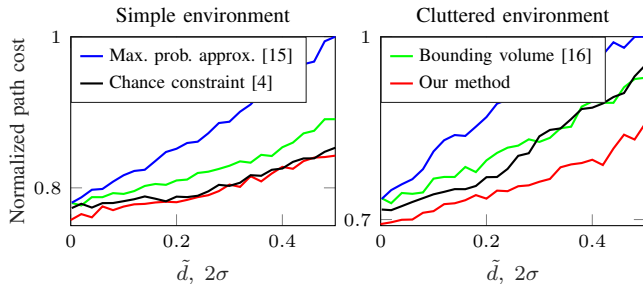 Simple environment
Cluttered environment
Normalized path cost
1
0.8
Max. prob. approx. [15]
Chance constraint [4]
0
0.2
0.4
d̃, 2σ
1
0.7
Bounding volume [16]
Our method
0
0.2
0.4
d̃, 2σ